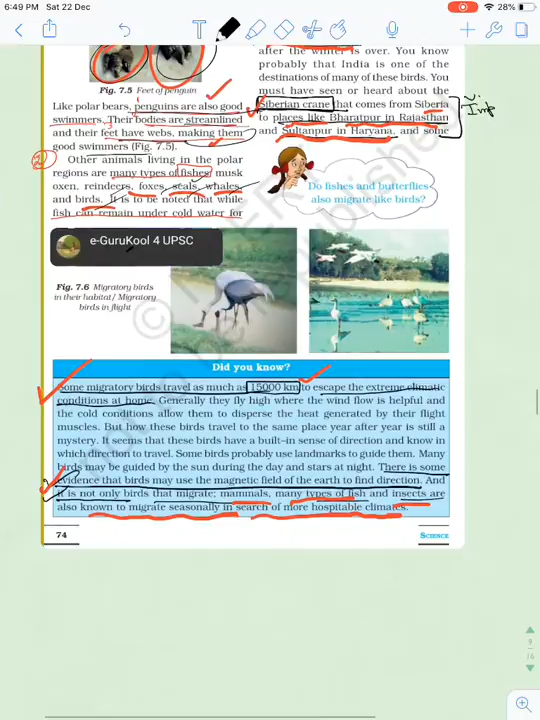 6:49 PM Sat 22 Dec
28%
Fig. 7.5 Feet of penguin
Like polar bears, penguins are also good
swimmers. Their bodies are streamlined
and their feet have webs, making them
good swimmers (Fig. 7.5).
2
Other animals living in the polar
regions are many types of fishes, musk
oxen, reindeers, foxes, seals, whales
and birds. It is to be noted that while
fish can remain under cold water for
after the winter is over. You know
probably that India is one of the
destinations of many of these birds. You
must have seen or heard about the
Siberian crane that comes from Siberia
to places like Bharatpur in Rajasthan
and Sultanpur in Haryana, and some
Imp
Do fishes and butterflies
also migrate like birds?
e-GuruKool 4 UPSC
Fig. 7.6 Migratory birds
in their habitat/ Migratory
birds in flight
Did you know?
Some migratory birds travel as much as 15000 km to escape the extreme climatic
conditions at home. Generally they fly high where the wind flow is helpful and
the cold conditions allow them to disperse the heat generated by their flight
muscles. But how these birds travel to the same place year after year is still a
mystery. It seems that these birds have a built-in sense of direction and know in
which direction to travel. Some birds probably use landmarks to guide them. Many
birds may be guided by the sun during the day and stars at night. There is some
evidence that birds may use the magnetic field of the earth to find direction. And
it is not only birds that migrate; mammals, many types of fish and insects are
also known to migrate seasonally in search of more hospitable climates.
74
SCIENCE